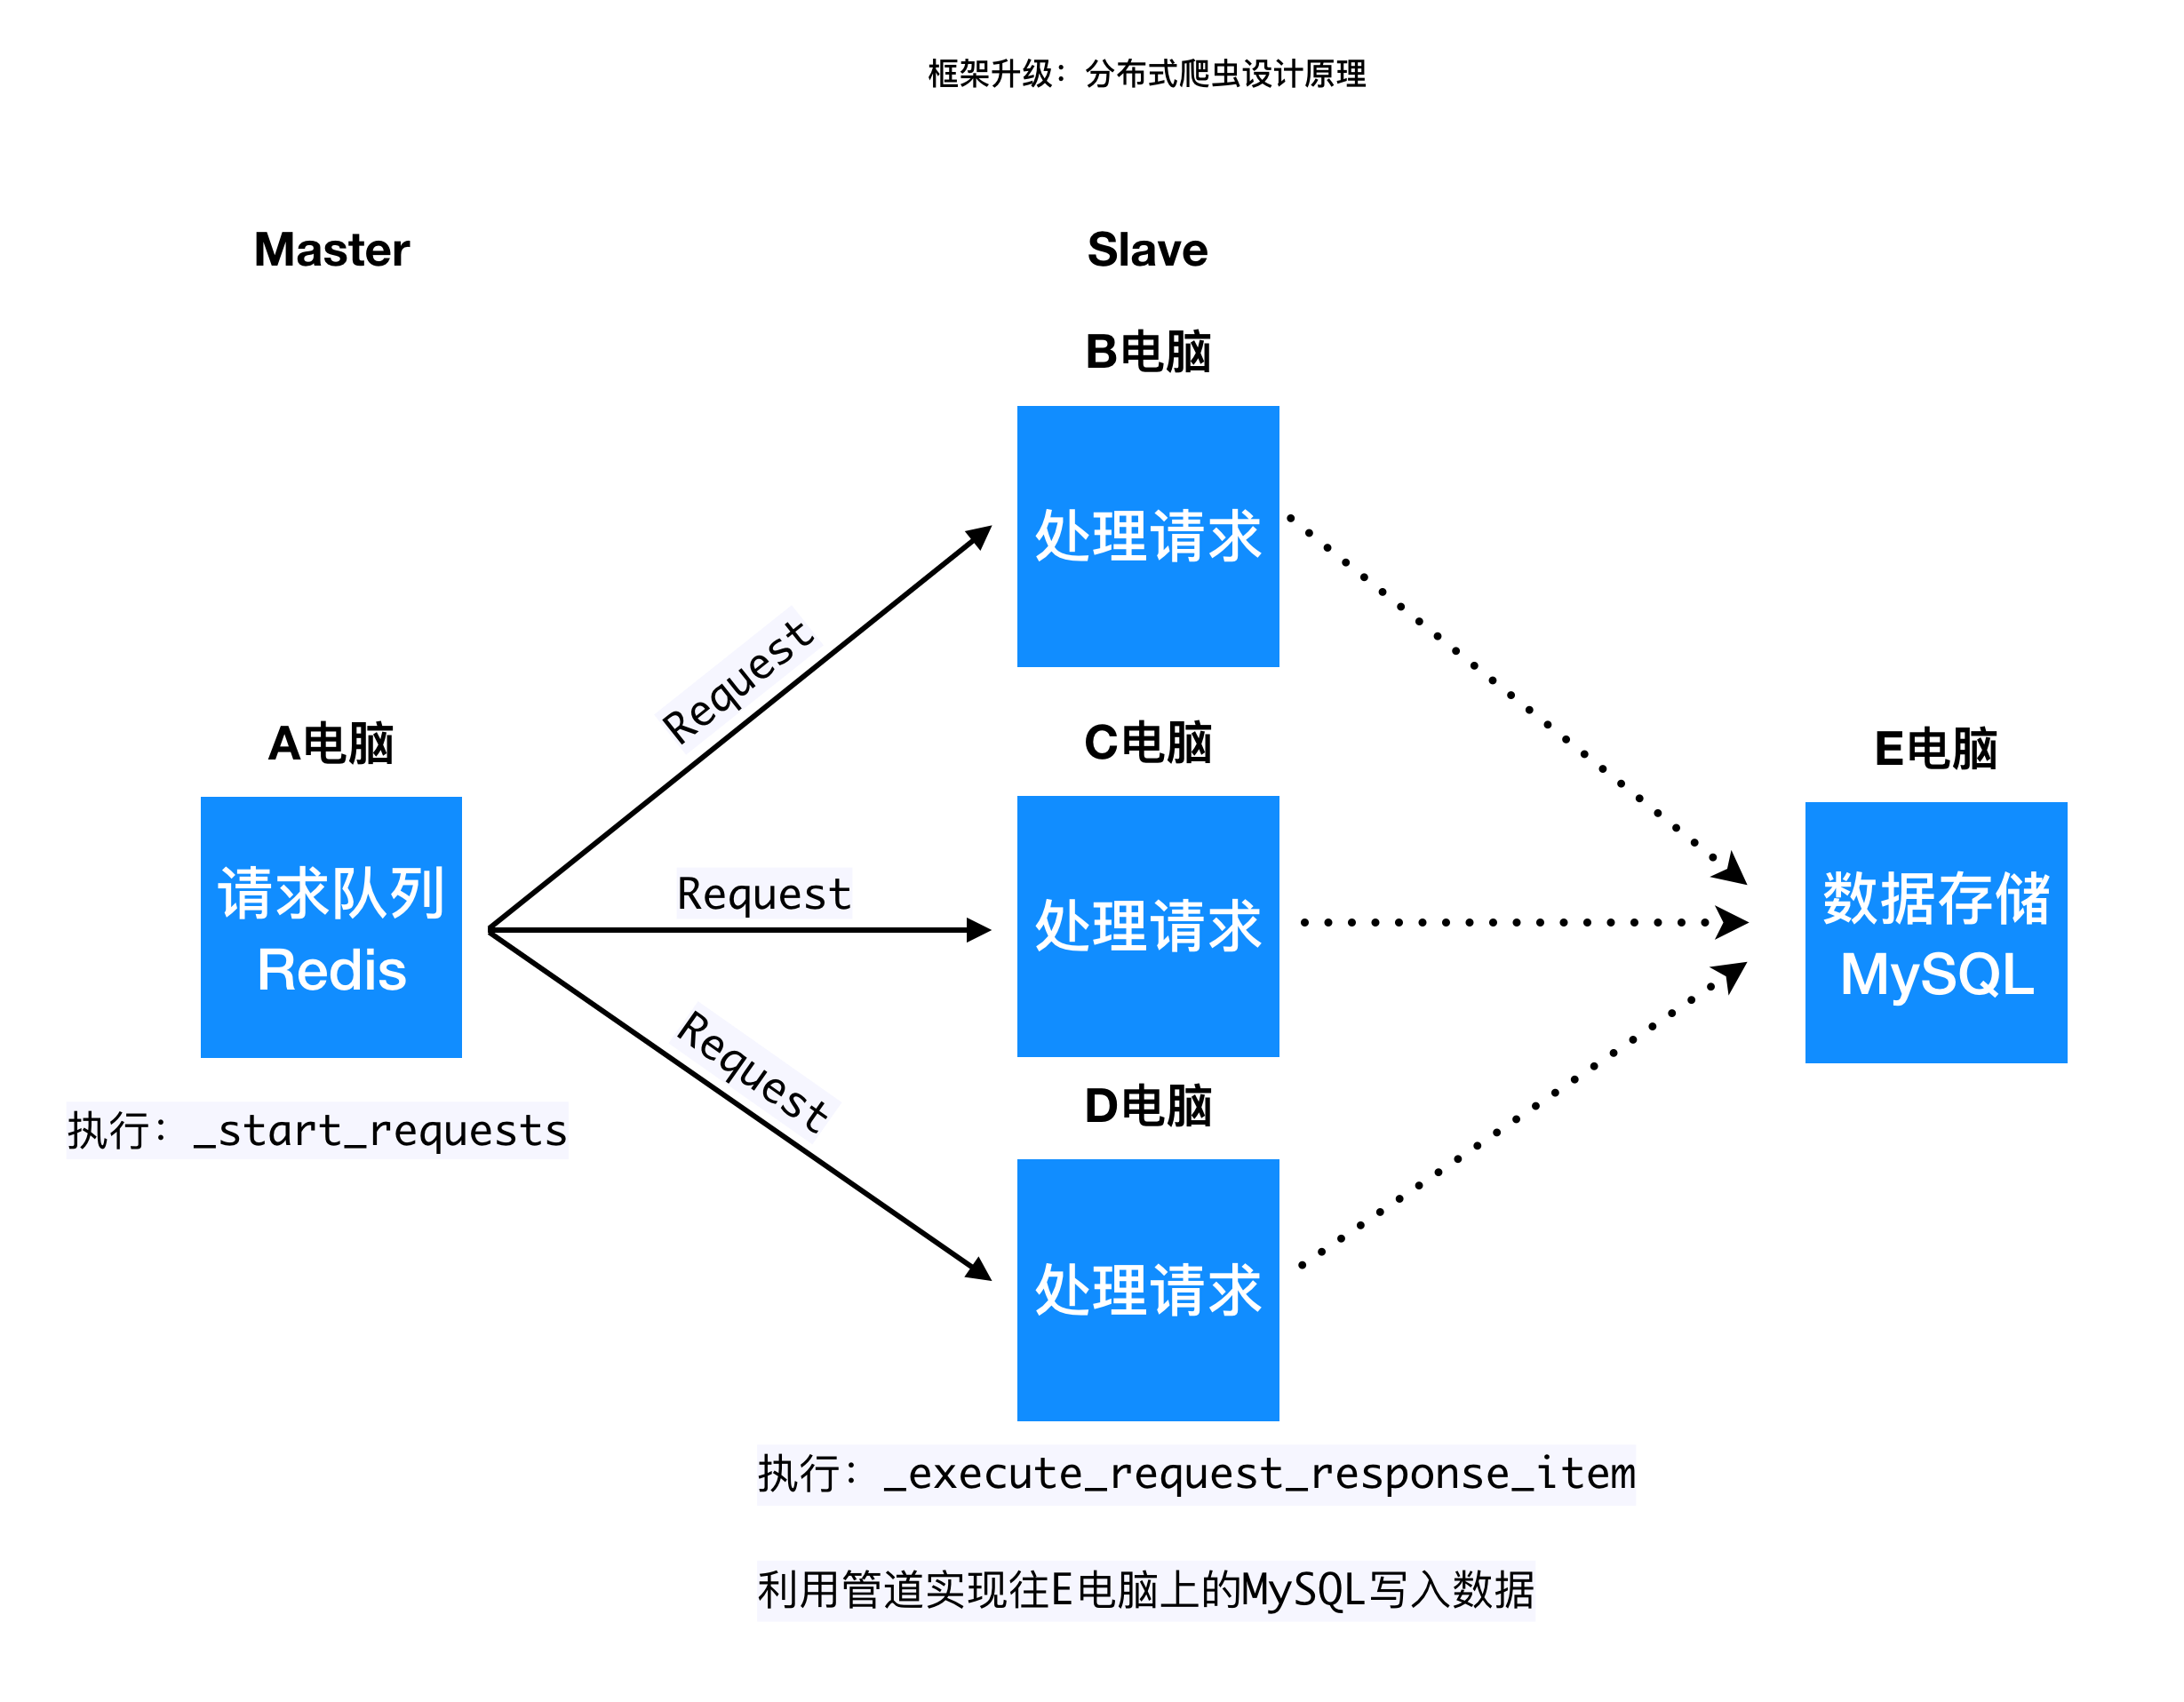 框架升级：分布式爬虫设计原理
Master
Slave
B电脑
处理请求
Request
A电脑
请求队列
Redis
执行：_start_requests
Request
C电脑
处理请求
E电脑
数据存储
MySQL
Request
D电脑
处理请求
执行：_execute_request_response_item
利用管道实现往E电脑上的MySQL写入数据